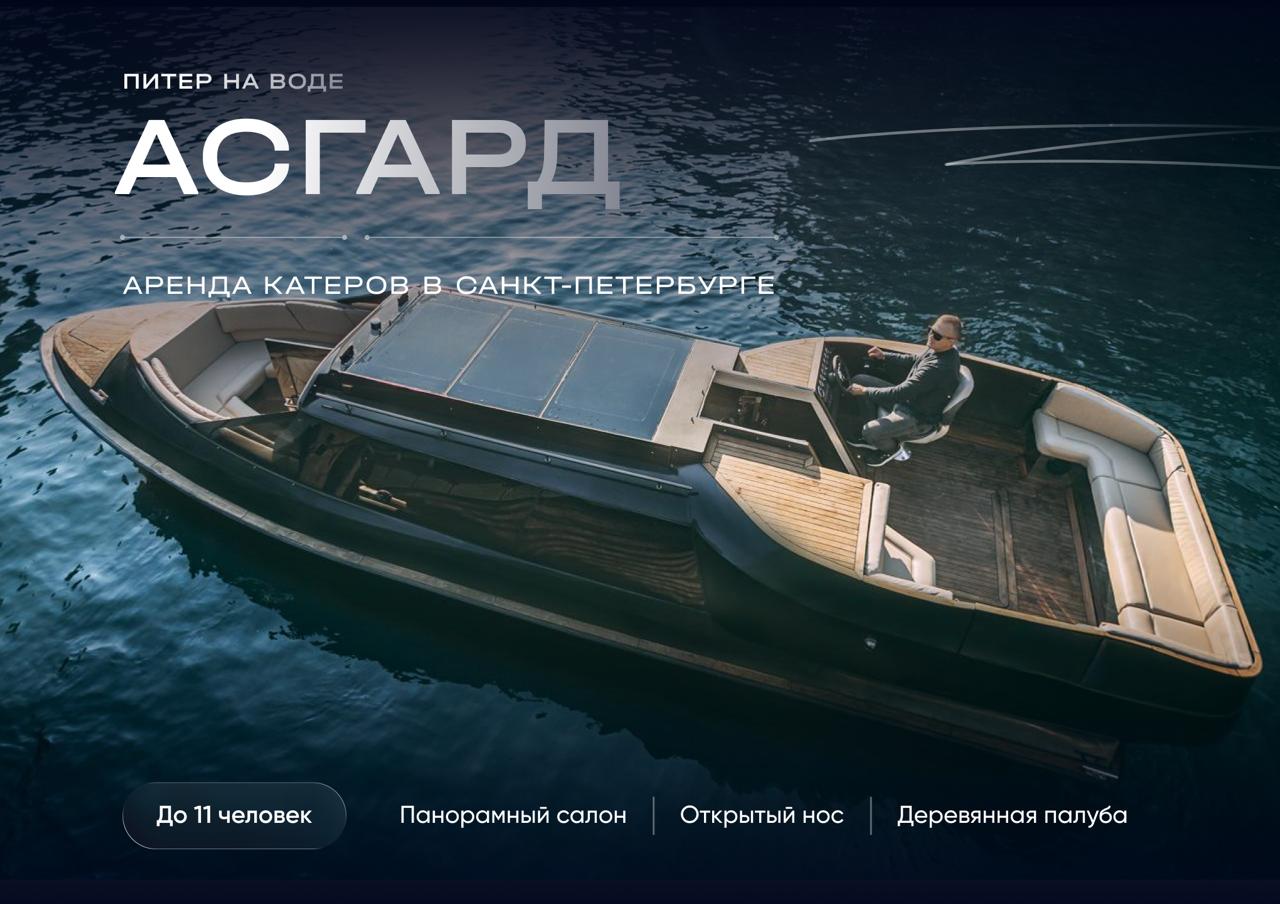 ПИТЕР НА ВОДЕ
АСГАРД
АРЕНДА КАТЕРОВ В САНКТ-ПЕТЕРБУРГЕ
До 11 человек
Панорамный салон
Открытый нос
Деревянная палуба